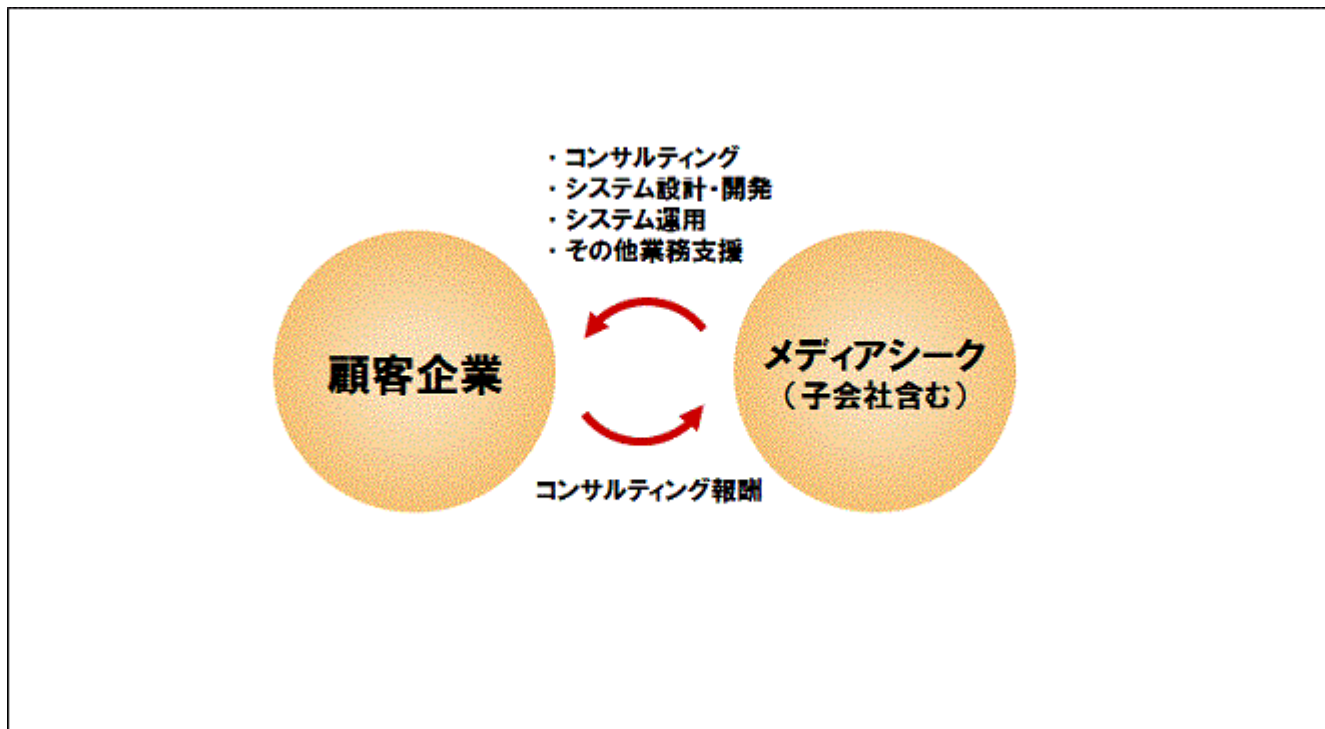 ・コンサルティング
・システム設計・開発
・システム運用
・その他業務支援
顧客企業
メディアシーク
（子会社含む）
コンサルティング報酬